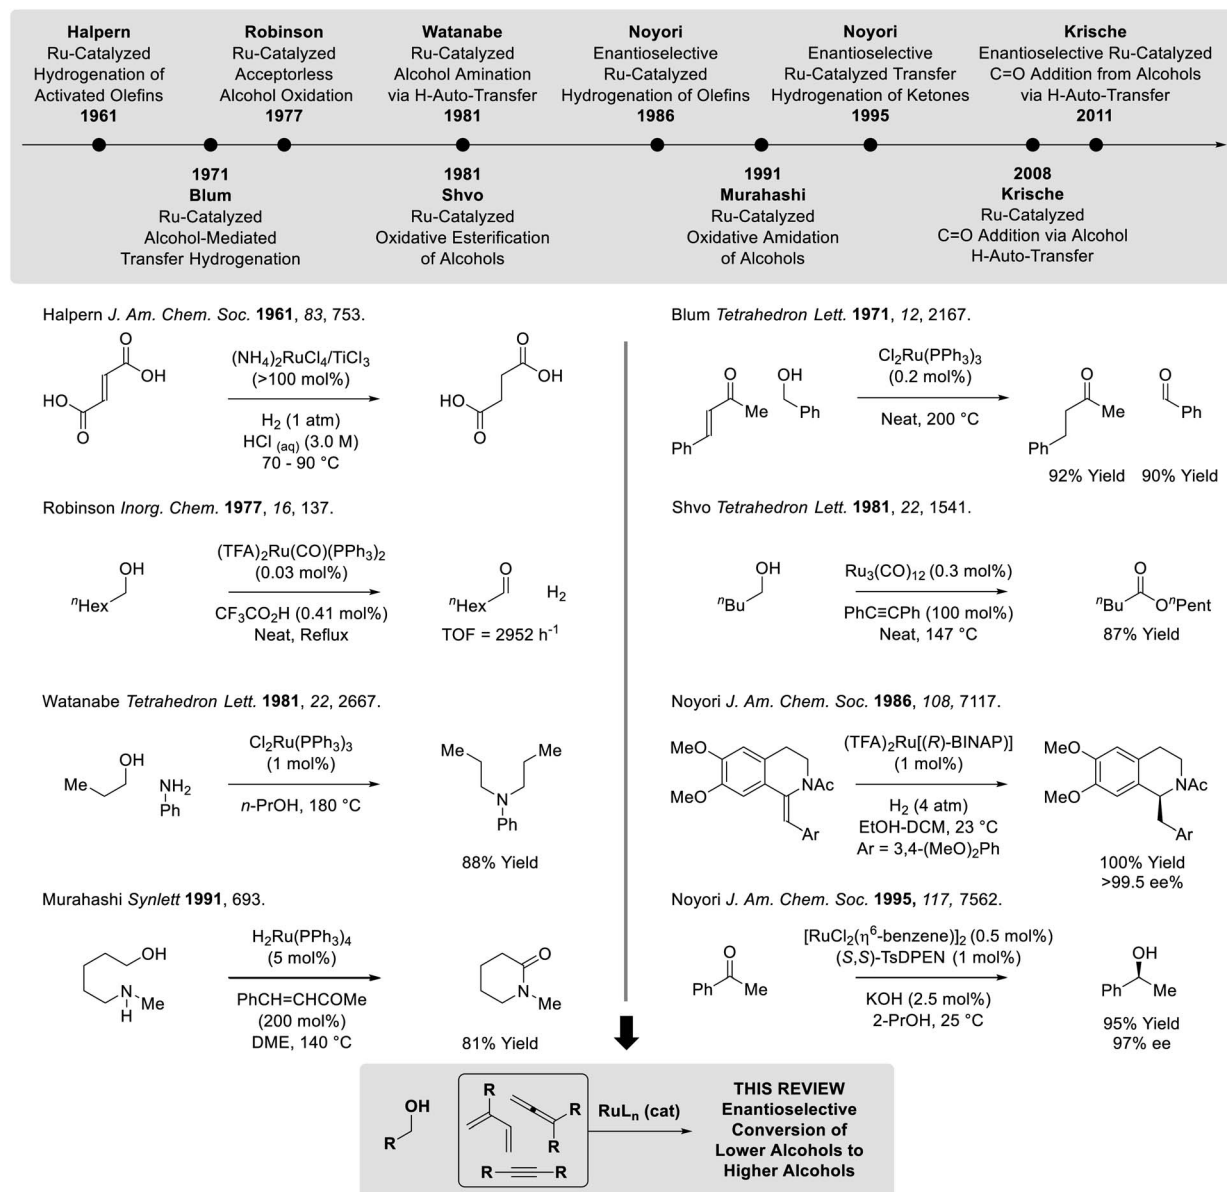 Halpern
Ru-Catalyzed
Hydrogenation of
Activated Olefins
1961
Robinson
Ru-Catalyzed
Acceptorless
Alcohol Oxidation
1977
Watanabe
Ru-Catalyzed
Alcohol Amination
via H-Auto-Transfer
1981
Noyori
Enantioselective
Ru-Catalyzed
Hydrogenation of Olefins
1986
Noyori
Enantioselective
Ru-Catalyzed Transfer
Hydrogenation of Ketones
1995
Krische
Enantioselective Ru-Catalyzed
C=O Addition from Alcohols
via H-Auto-Transfer
2011
1971
Blum
Ru-Catalyzed
Alcohol-Mediated
Transfer Hydrogenation
1981
Shvo
Ru-Catalyzed
Oxidative Esterification
of Alcohols
1991
Murahashi
Ru-Catalyzed
Oxidative Amidation
of Alcohols
2008
Krische
Ru-Catalyzed
C=O Addition via Alcohol
H-Auto-Transfer
Halpern J. Am. Chem. Soc. 1961, 83, 753.
O
OH
HO
O
(NH4)2RuCl4/TiCl3
(>100 mol%)
H2 (1 atm)
HCl (aq) (3.0 M)
70 - 90 °C
O
OH
HO
O
Blum Tetrahedron Lett. 1971, 12, 2167.
O
Me
Ph
OH
Ph
Cl2Ru(PPh3)3
(0.2 mol%)
Neat, 200 °C
O
Me
Ph
92% Yield
O
Ph
90% Yield
Robinson Inorg. Chem. 1977, 16, 137.
OH
nHex
(TFA)2Ru(CO)(PPh3)2
(0.03 mol%)
CF3CO2H (0.41 mol%)
Neat, Reflux
O
nHex
H2
TOF = 2952 h-1
Shvo Tetrahedron Lett. 1981, 22, 1541.
OH
nBu
Ru3(CO)12 (0.3 mol%)
PhC≡CPh (100 mol%)
Neat, 147 °C
O
nBu
OnPent
87% Yield
Watanabe Tetrahedron Lett. 1981, 22, 2667.
OH
Me
NH2
Ph
Cl2Ru(PPh3)3
(1 mol%)
n-PrOH, 180 °C
Me
Me
N
Ph
88% Yield
Noyori J. Am. Chem. Soc. 1986, 108, 7117.
MeO
MeO
NAc
Ar
(TFA)2Ru[(R)-BINAP)]
(1 mol%)
H2 (4 atm)
EtOH-DCM, 23 °C
Ar = 3,4-(MeO)2Ph
MeO
MeO
NAc
Ar
100% Yield
>99.5 ee%
Murahashi Synlett 1991, 693.
OH
N
H
Me
H2Ru(PPh3)4
(5 mol%)
PhCH=CHCOMe
(200 mol%)
DME, 140 °C
O
N
Me
81% Yield
Noyori J. Am. Chem. Soc. 1995, 117, 7562.
O
Ph
Me
[RuCl2(η6-benzene)]2 (0.5 mol%)
(S,S)-TsDPEN (1 mol%)
KOH (2.5 mol%)
2-PrOH, 25 °C
OH
Ph
Me
95% Yield
97% ee
OH
R
R
R
R
R
R
RuLn (cat)
THIS REVIEW
Enantioselective
Conversion of
Lower Alcohols to
Higher Alcohols